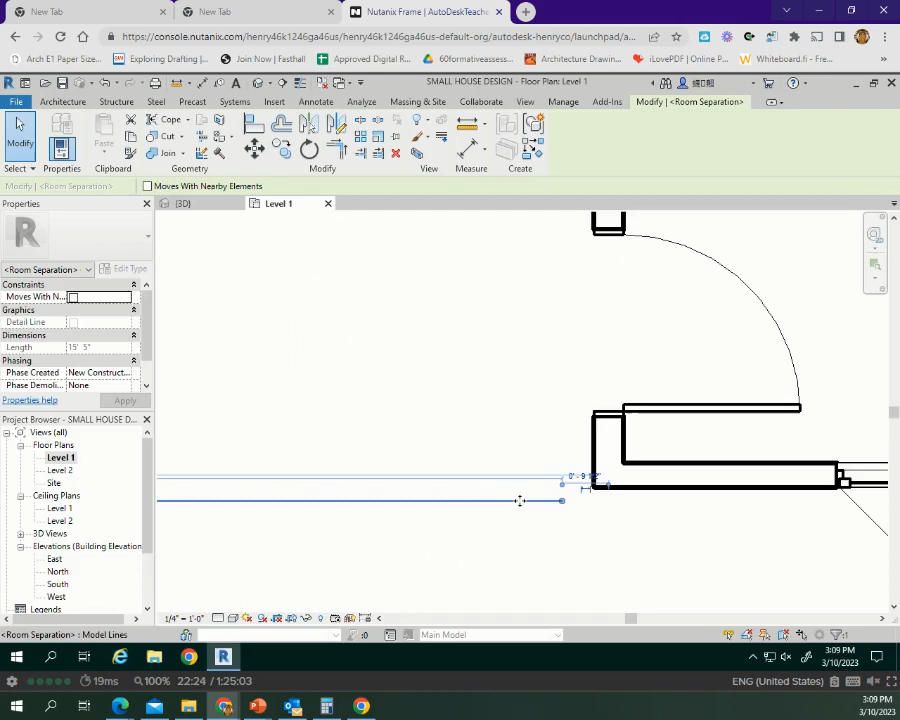 New Tab
New Tab
Nutanix Frame | AutoDeskTeache
https://console.nutanix.com/henry46k1246ga46us/henry46k1246ga46us-default-org/autodesk-henryco/launchpad/a...
Arch E1 Paper Size...
Join Now | Fasthall
Approved Digital R...
60formativeassess...
Architecture Drawin...
iLovePDF | Online P...
Whiteboard.fi - Fre...
SMALL HOUSE DESIGN - Floor Plan: Level 1
File
Architecture
Structure
Steel
Precast
Systems
Insert
Annotate
Analyze
Massing & Site
Collaborate
View
Manage
Add-Ins
Modify | <Room Separation>
Modify
Paste
Cope
Cut
Join
Select
Properties
Clipboard
Geometry
Modify
View
Measure
Create
Modify | <Room Separation>
Moves With Nearby Elements
Properties
{3D}
Level 1
<Room Separation>
Edit Type
Constraints
Moves With N...
Graphics
Detail Line
Dimensions
Length
15' 5"
Phasing
Phase Created
New Construct...
Phase Demoli...
None
Properties help
Apply
Project Browser - SMALL HOUSE D...
Views (all)
Floor Plans
Level 1
Level 2
Site
Ceiling Plans
Level 1
Level 2
3D Views
Elevations (Building Elevation
East
North
South
West
Legends
1/4" = 1'-0"
<Room Separation> : Model Lines
:0
Main Model
:1
3:09 PM
3/10/2023
19ms
100%
22:24 / 1:25:03
ENG (United States)
3:09 PM
3/10/2023